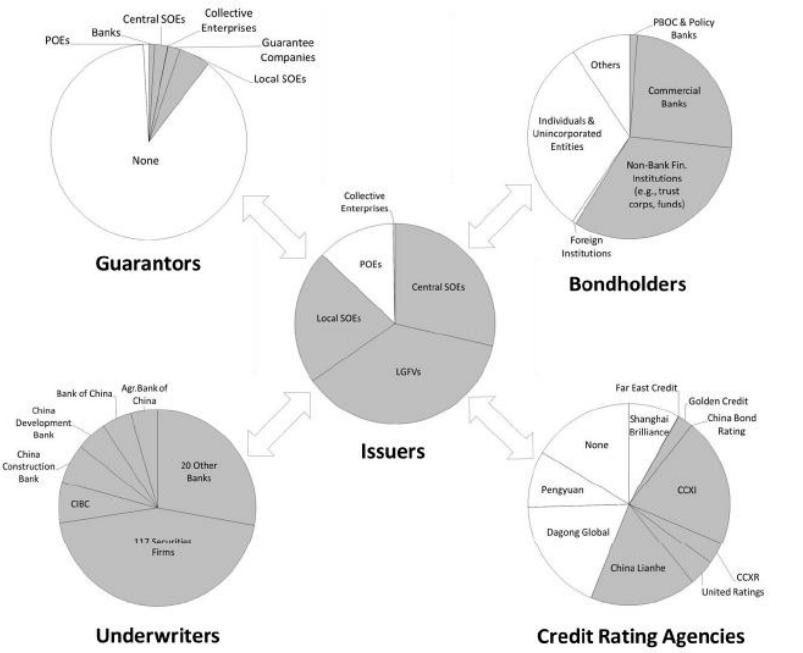 Central SOEs
Collective
Enterprises
Banks
POEs
Guarantee
Companies
Local SOEs
None
Guarantors
PBOC & Policy
Banks
Others
Commercial
Banks
Individuals &
Unincorporated
Entities
Non-Bank Fin.
Institutions
(e.g., trust
corps, funds)
Foreign
Institutions
Bondholders
Collective
Enterprises
POEs
Central SOEs
Local SOEs
LGFVs
Issuers
Bank of China
Agr.Bank of
China
China
Development
Bank
China
Construction
Bank
CIBC
20 Other
Banks
117 Securities
Firms
Underwriters
Far East Credit
Golden Credit
Shanghai
Brilliance
China Bond
Rating
None
CCXI
Pengyuan
Dagong Global
China Lianhe
CCXR
United Ratings
Credit Rating Agencies